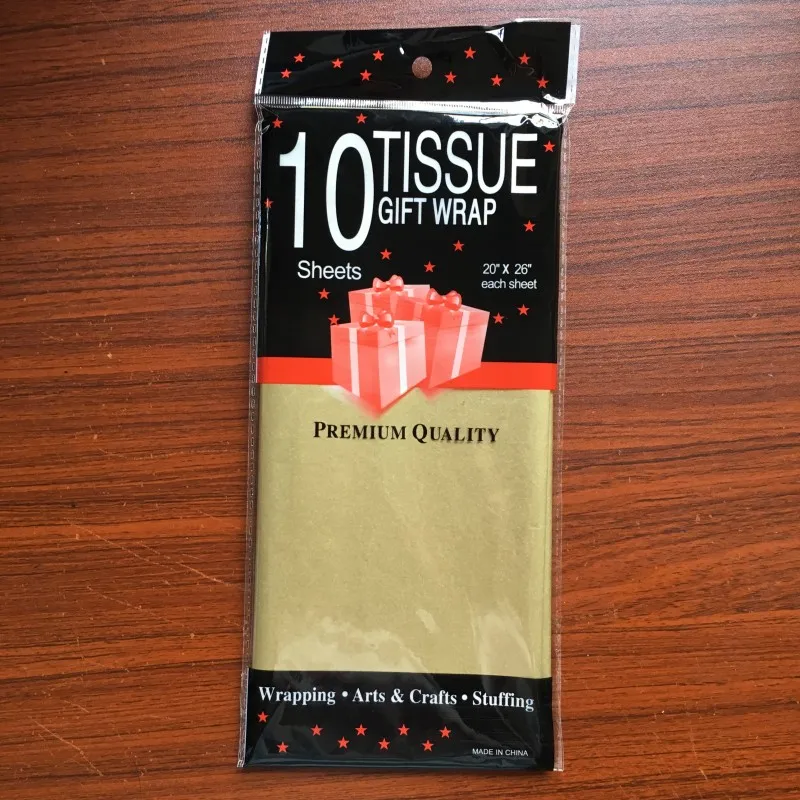 10 TISSUE
GIFT WRAP
Sheets
20" X 26"
each sheet
PREMIUM QUALITY
Wrapping • Arts & Crafts • Stuffing
MADE IN CHINA